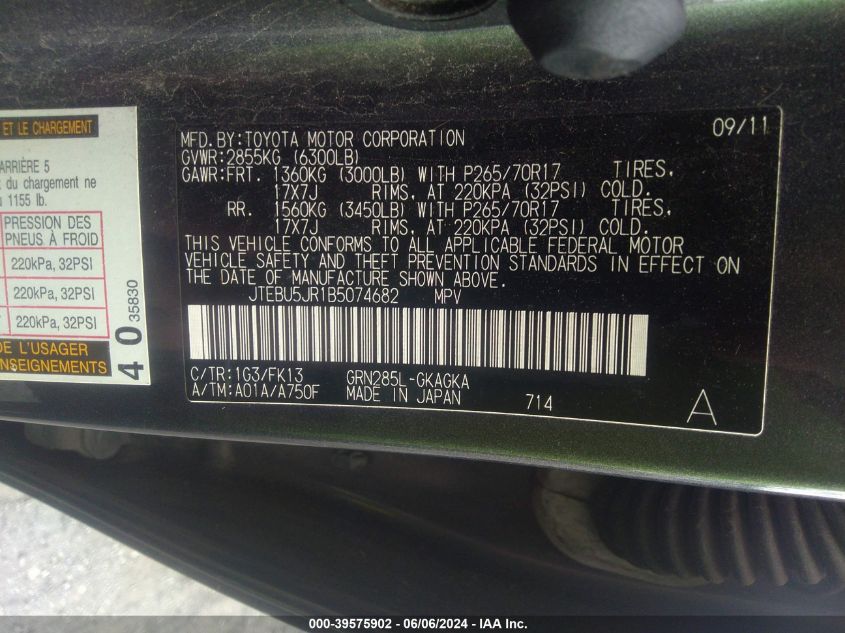 ET LE CHARGEMENT
ARRIÈRE 5
du chargement ne
1155 lb.
PRESSION DES
PNEUS À FROID
220kPa, 32PSI
220kPa, 32PSI
220kPa, 32PSI
DE L'USAGER
40
35830
09/11
MFD.BY:TOYOTA MOTOR CORPORATION
GVWR:2855KG (6300LB)
GAWR:FRT. 1360KG (3000LB) WITH P265/70R17 TIRES,
17X7J RIMS, AT 220KPA (32PSI) COLD.
RR. 1560KG (3450LB) WITH P265/70R17 TIRES,
17X7J RIMS, AT 220KPA (32PSI) COLD.
THIS VEHICLE CONFORMS TO ALL APPLICABLE FEDERAL MOTOR
VEHICLE SAFETY AND THEFT PREVENTION STANDARDS IN EFFECT ON
THE DATE OF MANUFACTURE SHOWN ABOVE.
JTEBU5JR1B5074682 MPV
C/TR:1G3/FK13 GRN285L-GKAGKA
A/TM:A01A/A750F MADE IN JAPAN 714
A
000-39575902 - 06/06/2024 - IAA Inc.